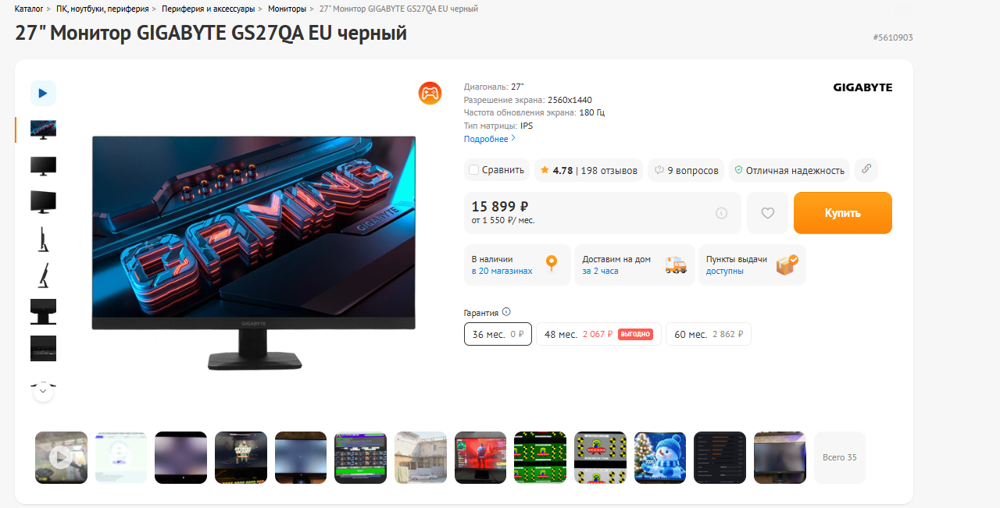 Каталог > ПК, ноутбуки, периферия > Периферия и аксессуары > Мониторы > 27" Монитор GIGABYTE GS27QA EU черный
27" Монитор GIGABYTE GS27QA EU черный
#5610903
GIGABYTE
Диагональ: 27"
Разрешение экрана: 2560x1440
Частота обновления экрана: 180 Гц
Тип матрицы: IPS
Подробнее >
Сравнить
4.78 | 198 отзывов
9 вопросов
Отличная надежность
15 899 ₽
от 1 550 ₽/ мес.
Купить
В наличии
в 20 магазинах
Доставим на дом
за 2 часа
Пункты выдачи
доступны
Гарантия
36 мес. 0 ₽
48 мес. 2 067 ₽ ВЫГОДНО
60 мес. 2 862 ₽
GAMING
GIGABYTE
GIGABYTE
Всего 35